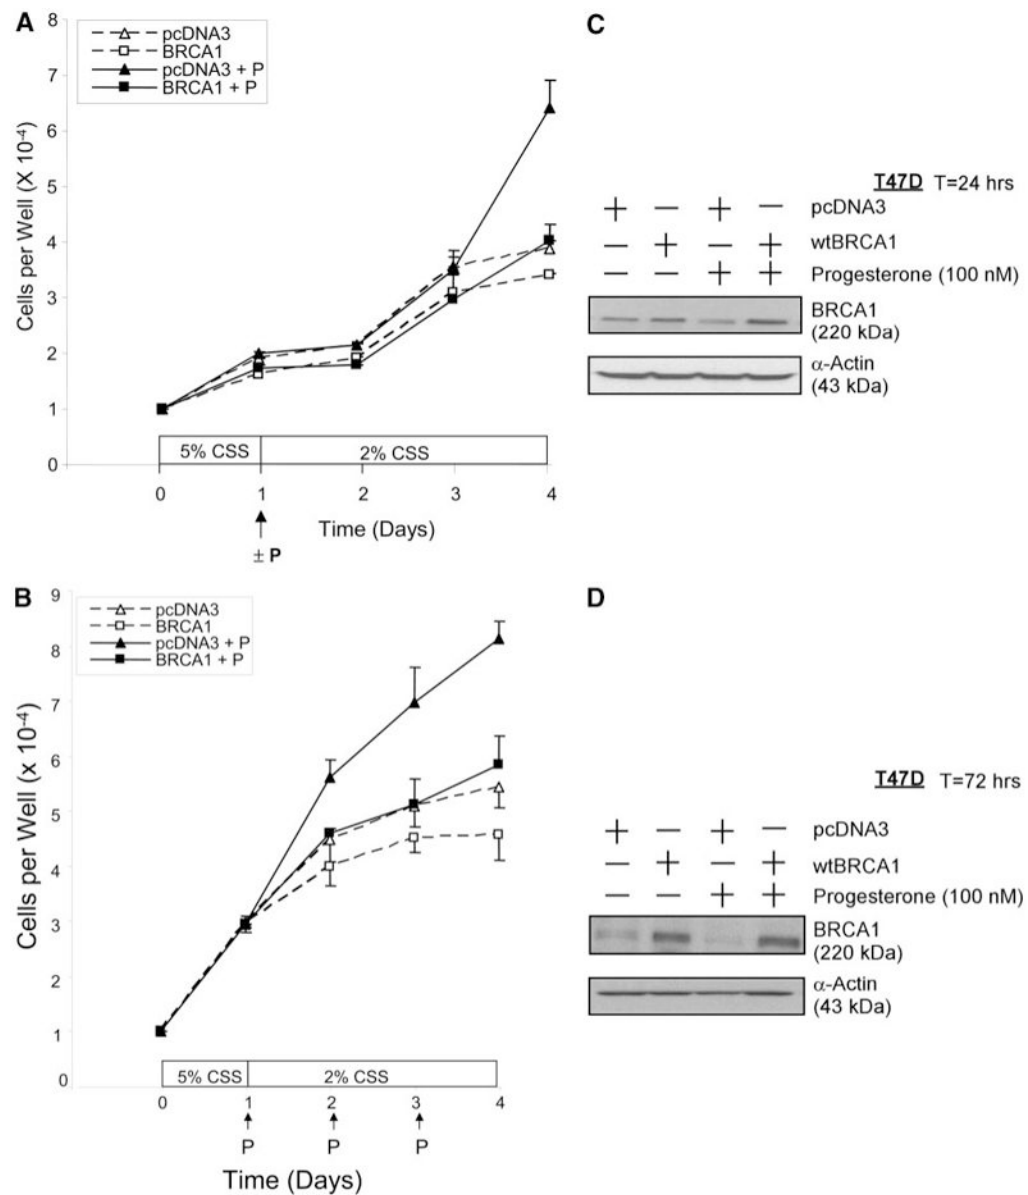 A
8
7
6
5
4
3
2
1
0
Cells per Well (X 10-4)
pcDNA3
BRCA1
pcDNA3 + P
BRCA1 + P
5% CSS 2% CSS
0 1 2 3 4
Time (Days)
± P
C
T47D T=24 hrs
+ — + — pcDNA3
— + — + wtBRCA1
— — + + Progesterone (100 nM)
BRCA1
(220 kDa)
α-Actin
(43 kDa)
B
9
8
7
6
5
4
3
2
1
0
Cells per Well (x 10-4)
pcDNA3
BRCA1
pcDNA3 + P
BRCA1 + P
5% CSS 2% CSS
0 1 2 3 4
P P P
Time (Days)
D
T47D T=72 hrs
+ — + — pcDNA3
— + — + wtBRCA1
— — + + Progesterone (100 nM)
BRCA1
(220 kDa)
α-Actin
(43 kDa)